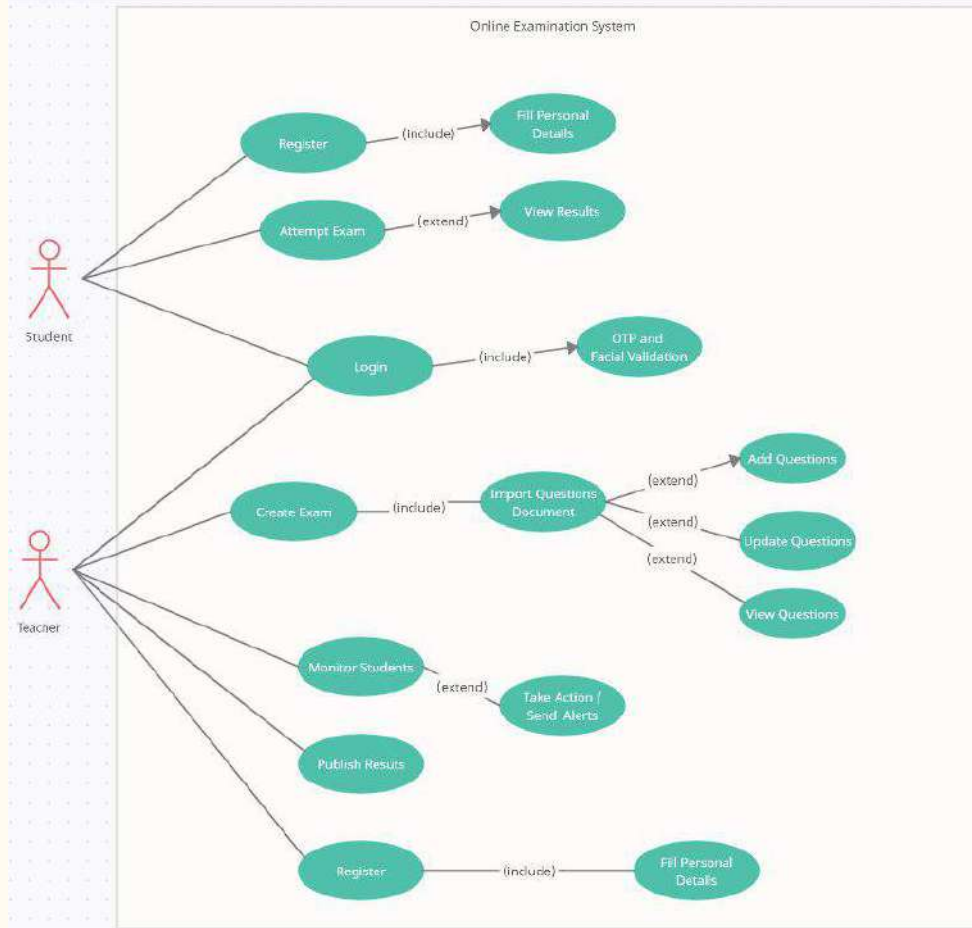 Online Examination System
Register
(include)
Fill Personal
Details
Attempt Exam
(extend)
View Results
Student
Login
(include)
OTP and
Facial Validation
Create Exam
(include)
Import Questions
Document
(extend)
Add Questions
(extend)
Update Questions
(extend)
View Questions
Teacher
Monitor Students
(extend)
Take Action /
Send Alerts
Publish Resuts
Register
(include)
Fill Personal
Details